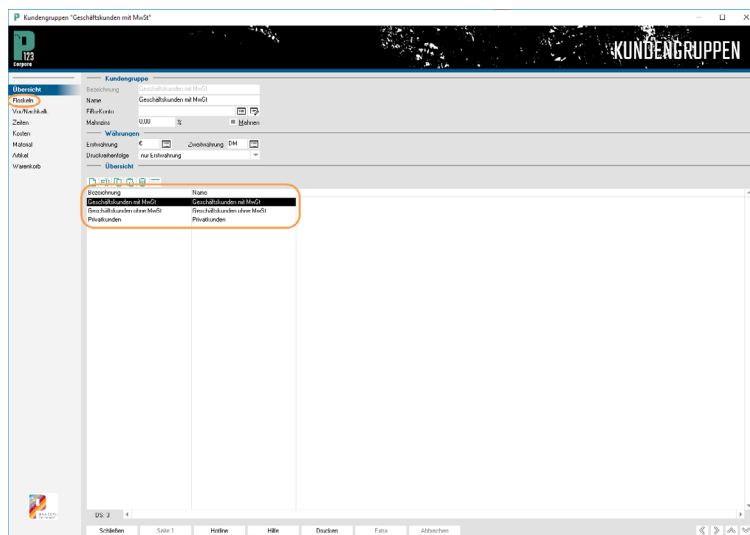 Kundengruppen "Geschäftskunden mit MwSt"
P
123
Corpora
KUNDENGRUPPEN
Übersicht
Flockeln
Vor/Nachkalk.
Zeiten
Kosten
Material
Artikel
Warenkorb
Kundengruppe
Bezeichnung Geschäftskunden mit MwSt
Name Geschäftskunden mit MwSt
FiBu-Konto
Mahnzins 0,00 % Mahnen
Währungen
Erstwährung € Zweitwährung DM
Druckreihenfolge nur Erstwährung
Übersicht
Bezeichnung Name
Geschäftskunden mit MwSt Geschäftskunden mit MwSt
Geschäftskunden ohne MwSt Geschäftskunden ohne MwSt
Privatkunden Privatkunden
DS: 3
Schließen Seite 1 Hotline Hilfe Drucken Extra Abbrechen